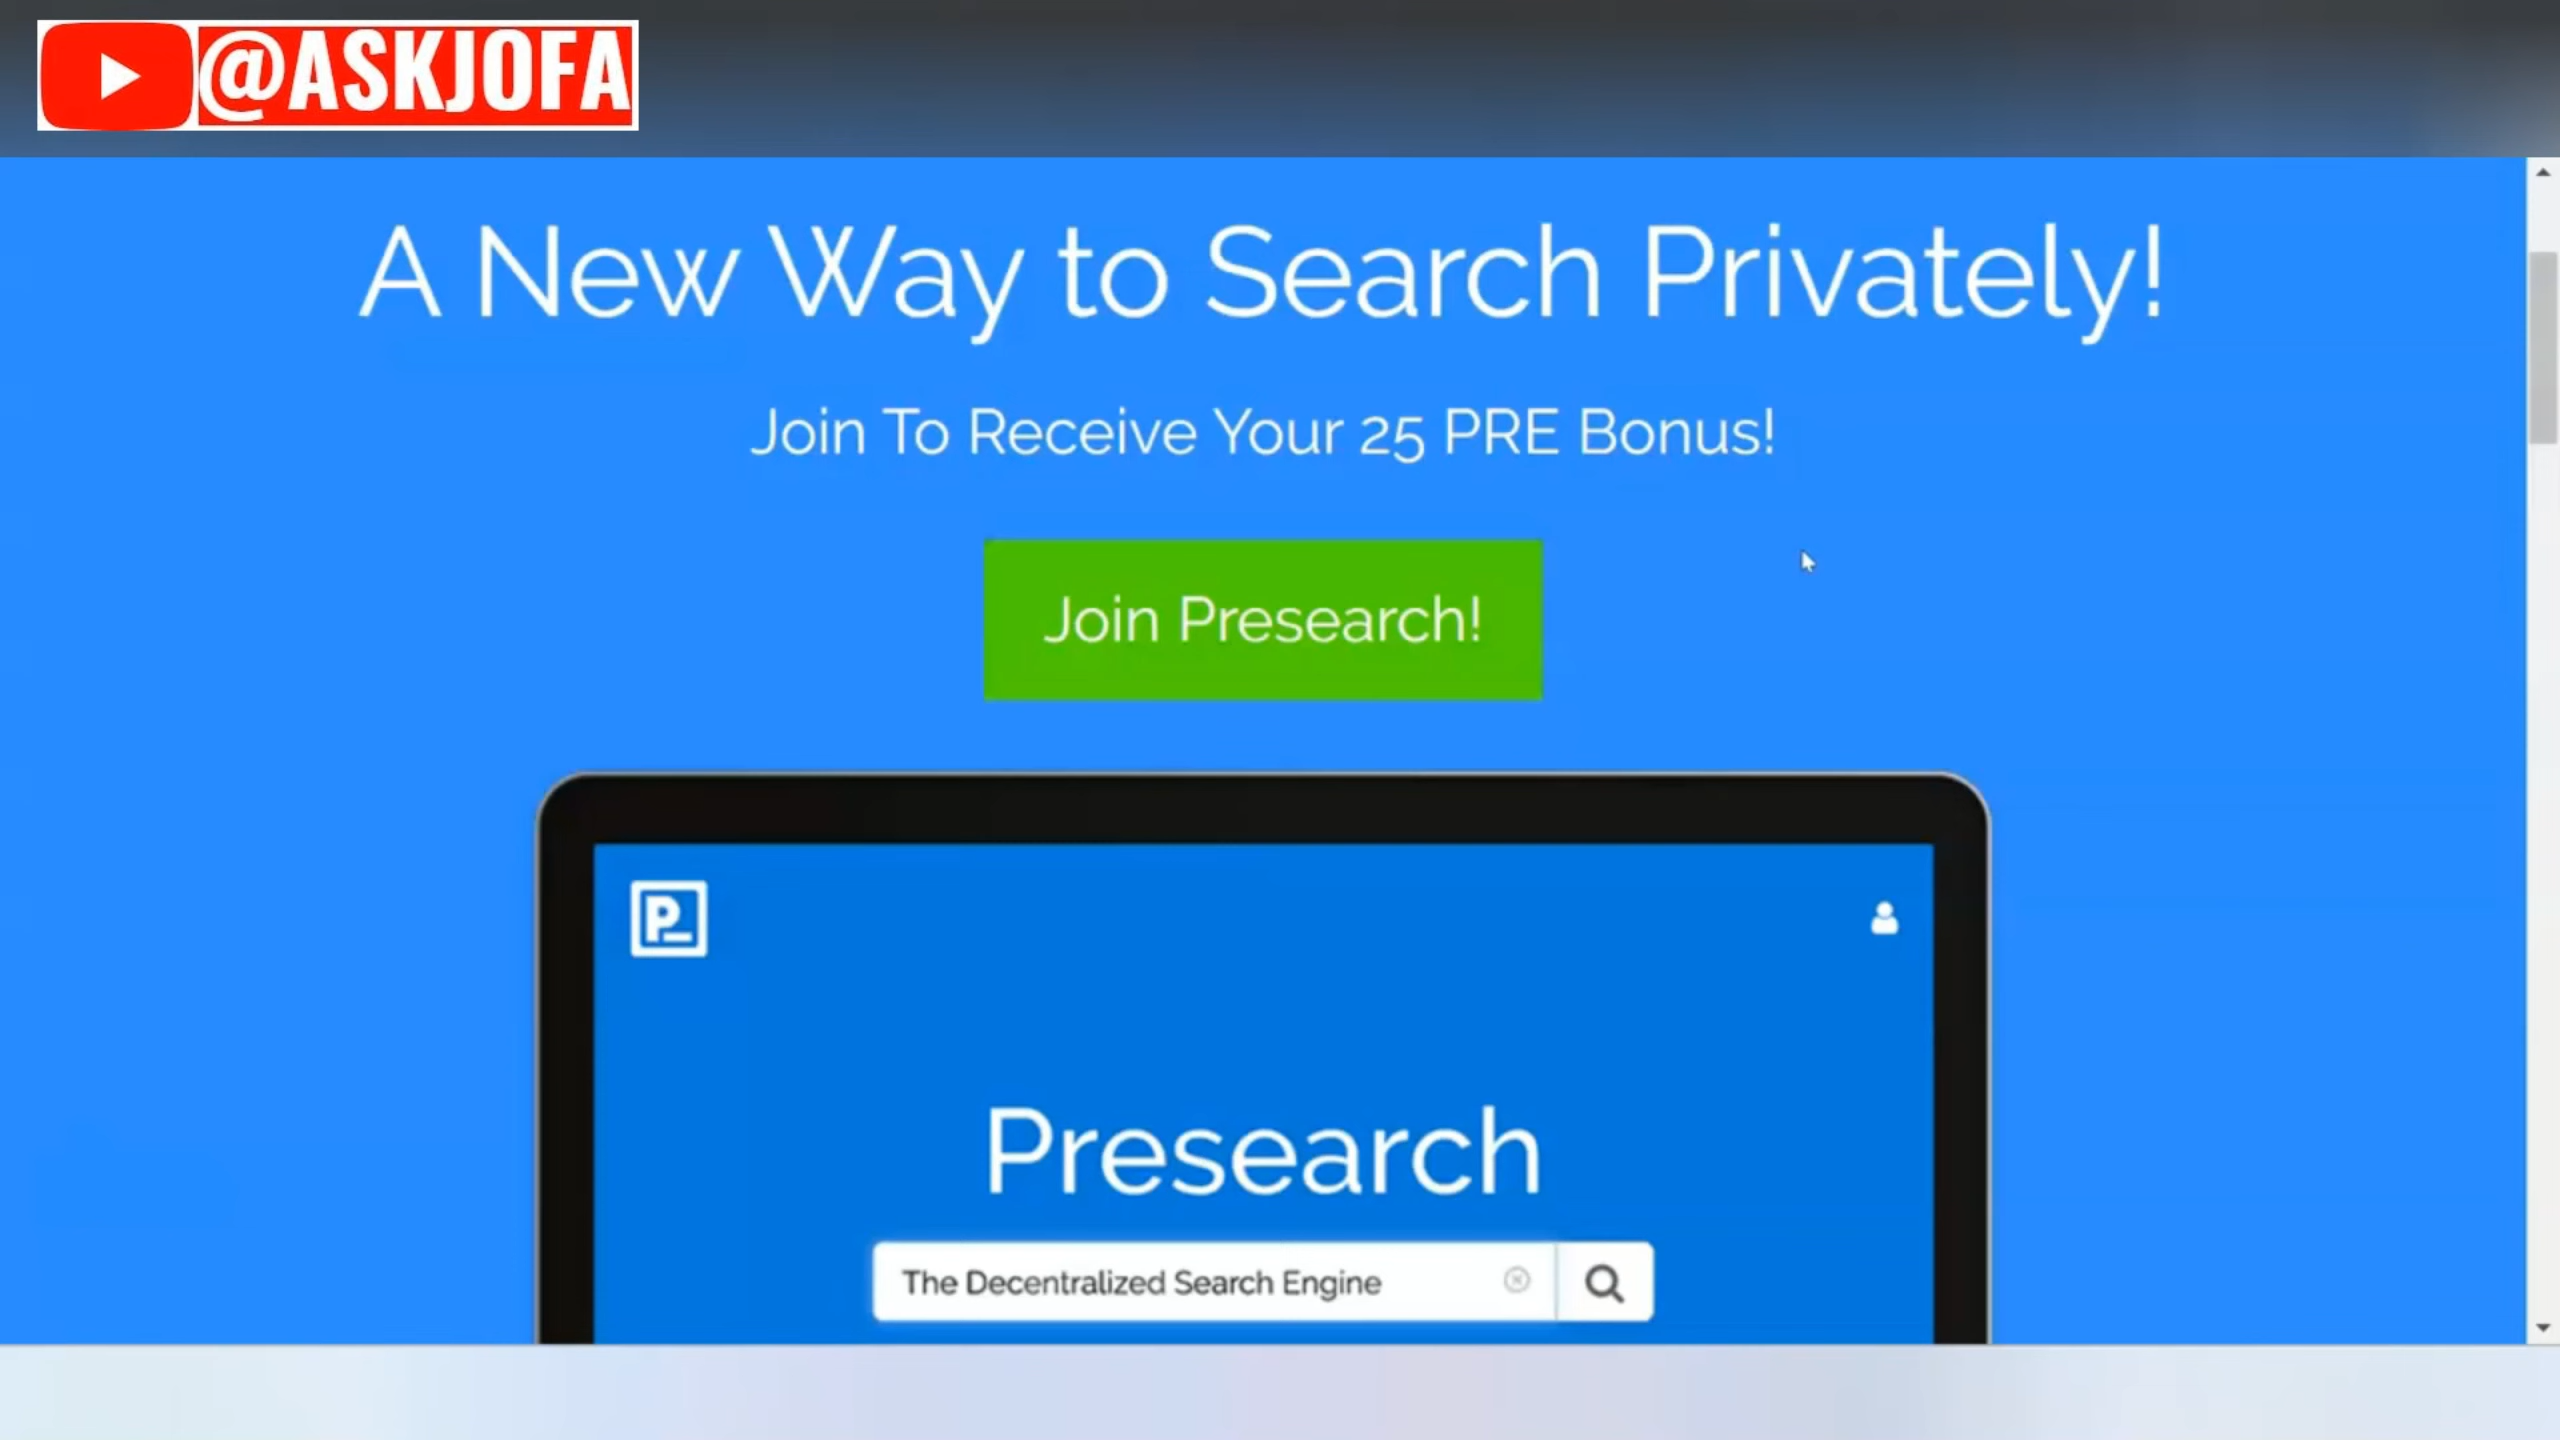 @ASKJOFA
A New Way to Search Privately!
Join To Receive Your 25 PRE Bonus!
Join Presearch!
P_
Presearch
The Decentralized Search Engine